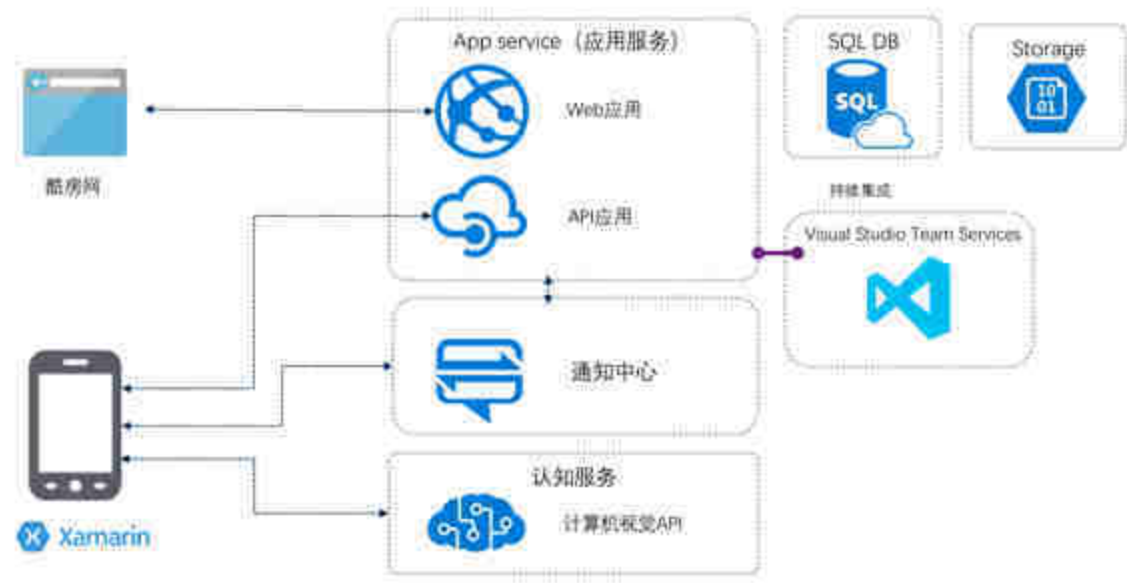 App service（应用服务）
Web应用
API应用
SQL DB
SQL
Storage
10
01
酷房网
持续集成
Visual Studio Team Services
通知中心
认知服务
计算机视觉API
Xamarin